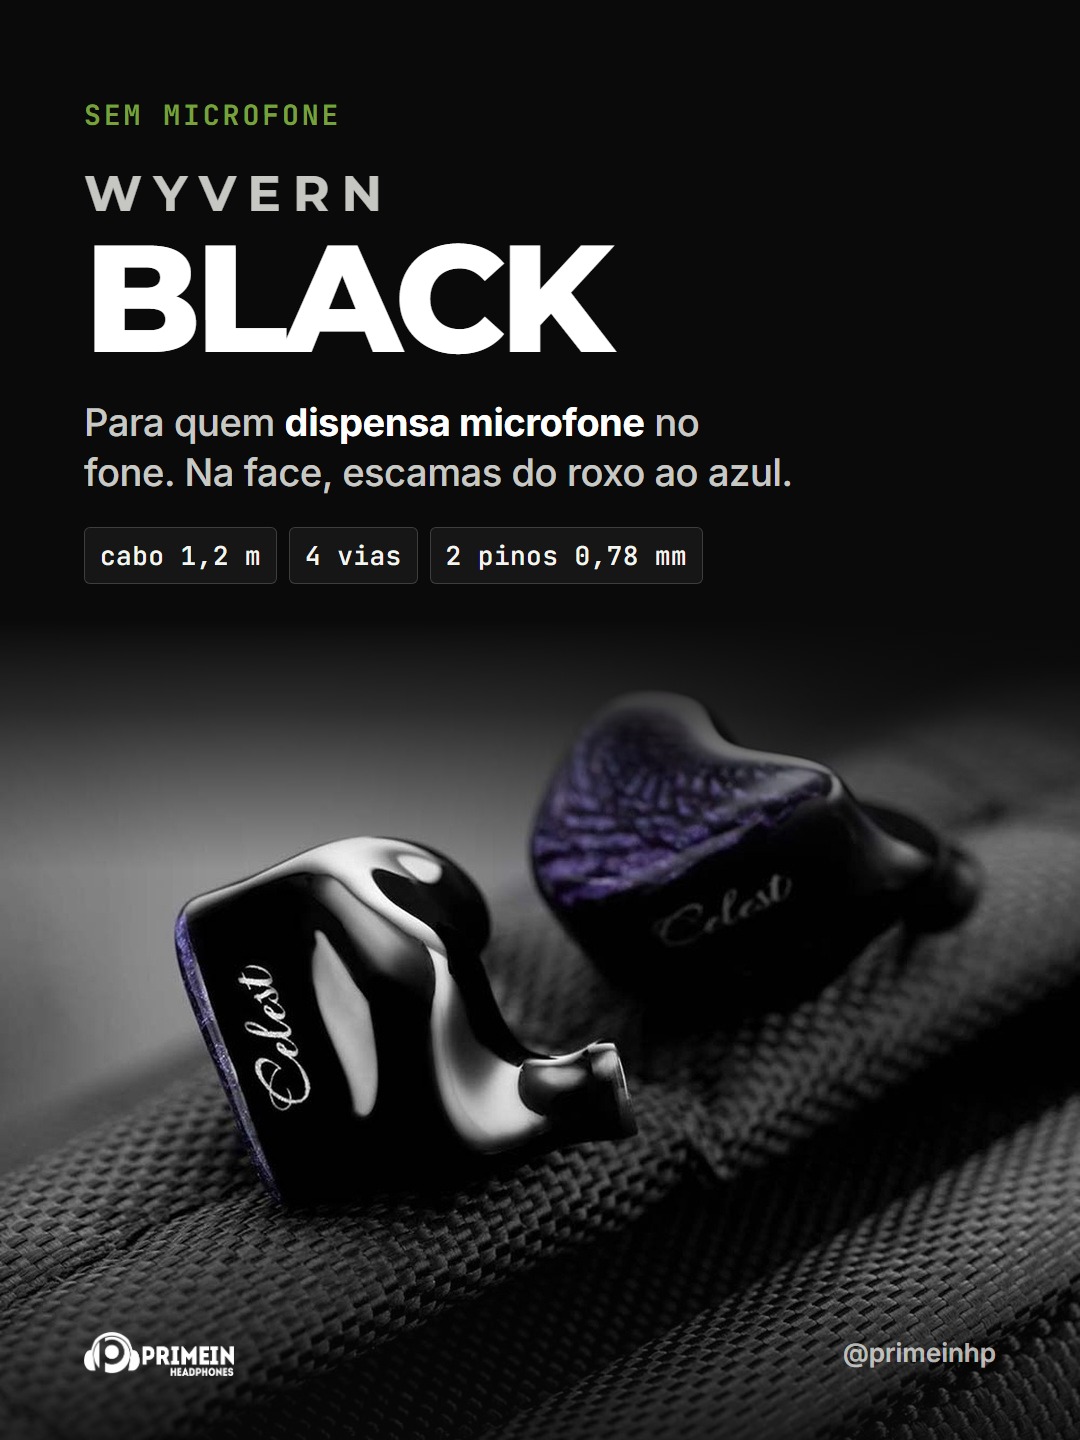 SEM MICROFONE
WYVERN
BLACK
Para quem dispensa microfone no
fone. Na face, escamas do roxo ao azul.
cabo 1,2 m
4 vias
2 pinos 0,78 mm
Celest
Celest
PRIMEIN
HEADPHONES
@primeinhp